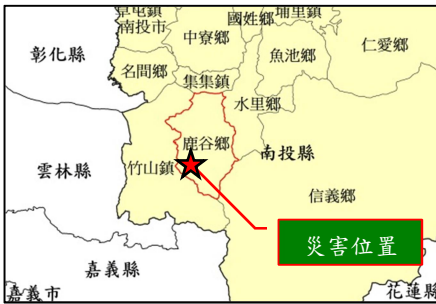 草屯鎮
國姓鄉
埔里鎮
南投市
中寮鄉
仁愛鄉
彰化縣
魚池鄉
名間鄉
集集鎮
水里鄉
鹿谷鄉
南投縣
竹山鎮
雲林縣
信義鄉
災害位置
嘉義縣
嘉義市
花蓮縣